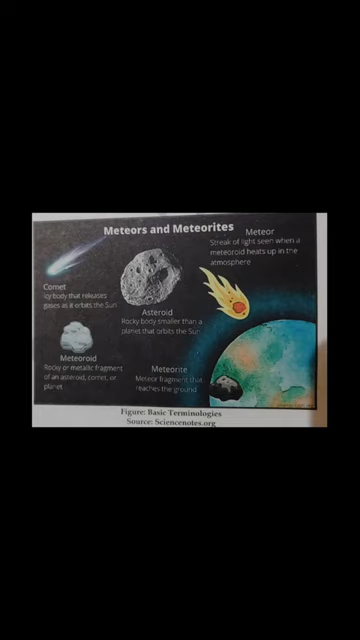 Meteors and Meteorites
Meteor
Streak of light seen when a
meteoroid heats up in the
atmosphere
Comet
Icy body that releases
gases as it orbits the Sun
Asteroid
Rocky body smaller than a
planet that orbits the Sun
Meteoroid
Rocky or metallic fragment
of an asteroid, comet, or
planet
Meteorite
Meteor fragment that
reaches the ground
Figure: Basic Terminologies
Source: Sciencenotes.org